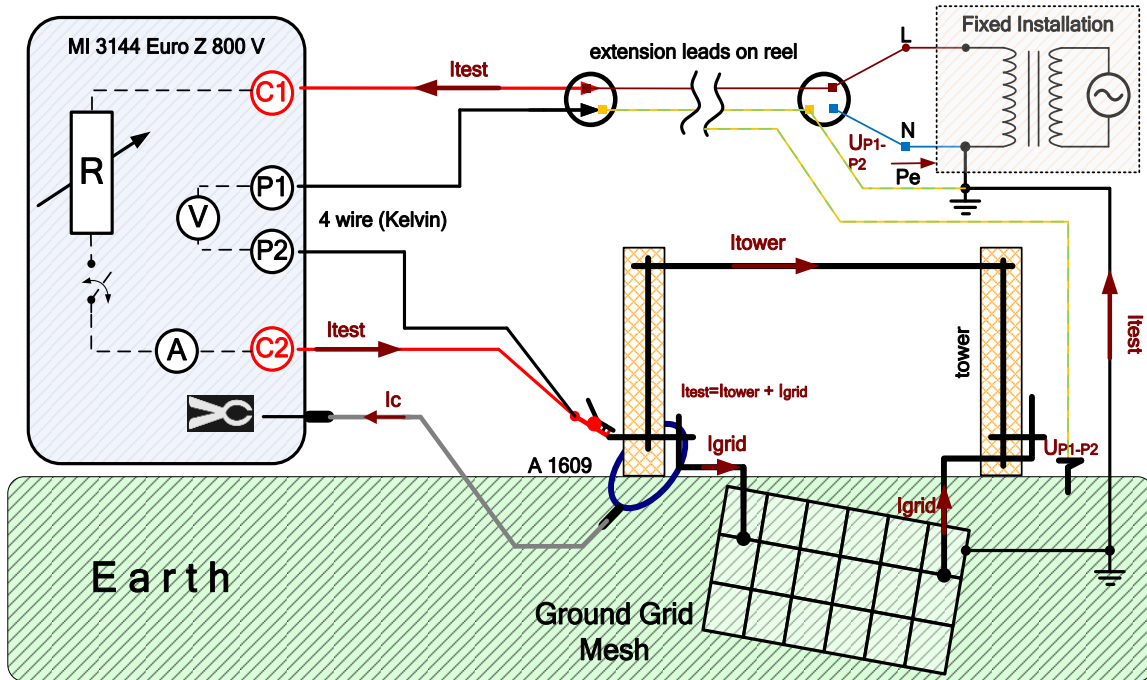 MI 3144 Euro Z 800 V
C1
R
P1
V
P2
A
C2
Itest
extension leads on reel
L
Fixed Installation
N
UP1-
P2
Pe
4 wire (Kelvin)
Itest
Itower
Itest
tower
Itest=Itower + Igrid
Ic
A 1609
Igrid
UP1-P2
Igrid
Earth
Ground Grid
Mesh